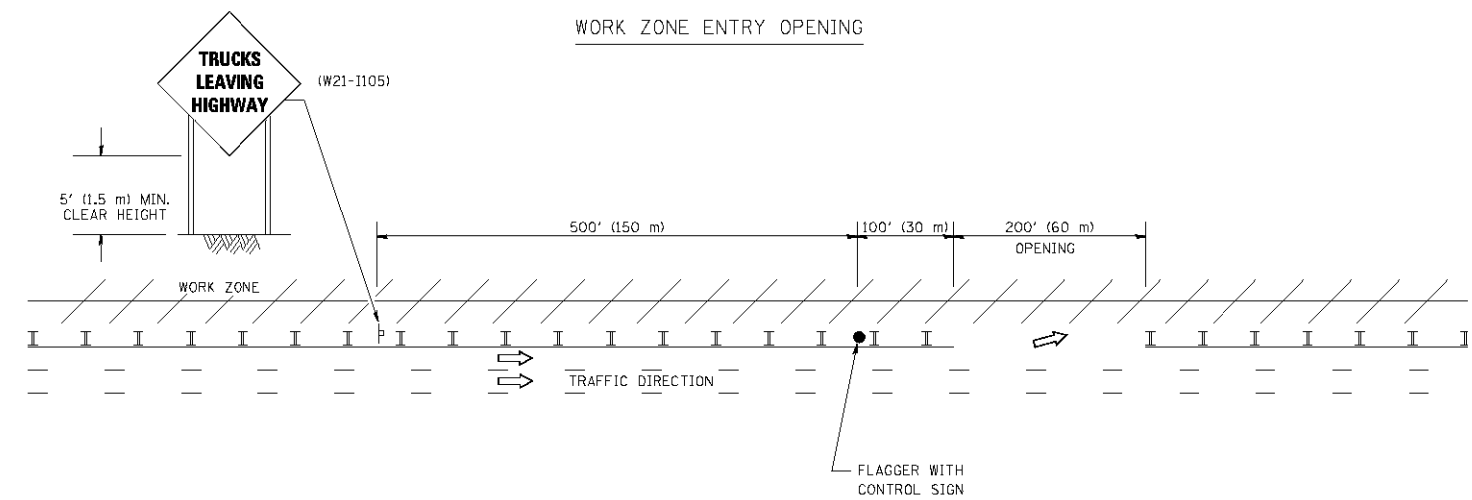 WORK ZONE ENTRY OPENING
TRUCKS
LEAVING
HIGHWAY
(W21-I105)
5' (1.5 m) MIN.
CLEAR HEIGHT
500' (150 m)
100' (30 m)
200' (60 m)
OPENING
WORK ZONE
TRAFFIC DIRECTION
FLAGGER WITH
CONTROL SIGN